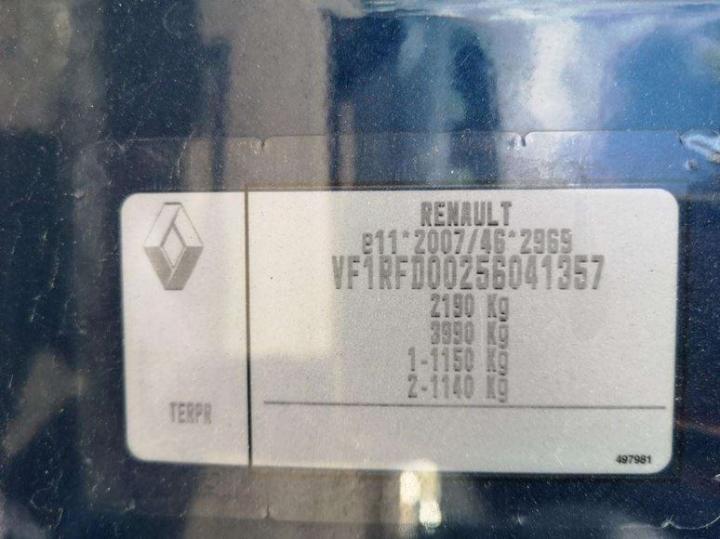 RENAULT
e11*2007/46*2969
VF1RFD00256041357
2190 Kg
3990 Kg
1-1150 Kg
2-1140 Kg
TERPR
497981